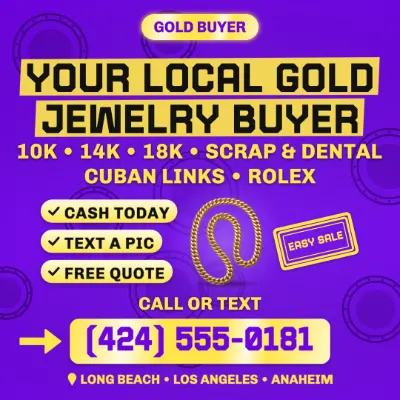 GOLD BUYER
YOUR LOCAL GOLD
JEWELRY BUYER
10K • 14K • 18K • SCRAP & DENTAL
CUBAN LINKS • ROLEX
✓ CASH TODAY
✓ TEXT A PIC
✓ FREE QUOTE
EASY SALE
CALL OR TEXT
(424) 555-0181
LONG BEACH • LOS ANGELES • ANAHEIM